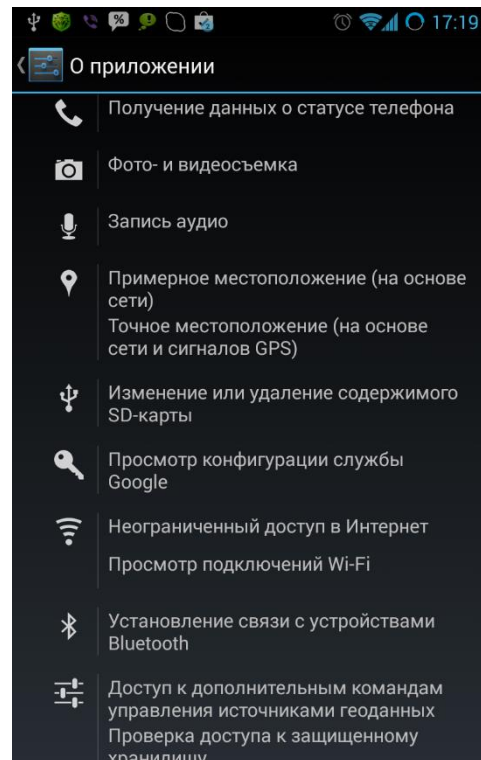 17:19
О приложении
Получение данных о статусе телефона
Фото- и видеосъемка
Запись аудио
Примерное местоположение (на основе
сети)
Точное местоположение (на основе
сети и сигналов GPS)
Изменение или удаление содержимого
SD-карты
Просмотр конфигурации службы
Google
Неограниченный доступ в Интернет
Просмотр подключений Wi-Fi
Установление связи с устройствами
Bluetooth
Доступ к дополнительным командам
управления источниками геоданных
Проверка доступа к защищенному
хранилищу